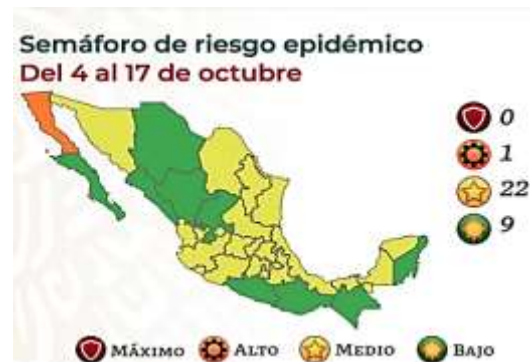 Semáforo de riesgo epidémico
Del 4 al 17 de octubre
0
1
22
9
MÁXIMO ALTO MEDIO BAJO